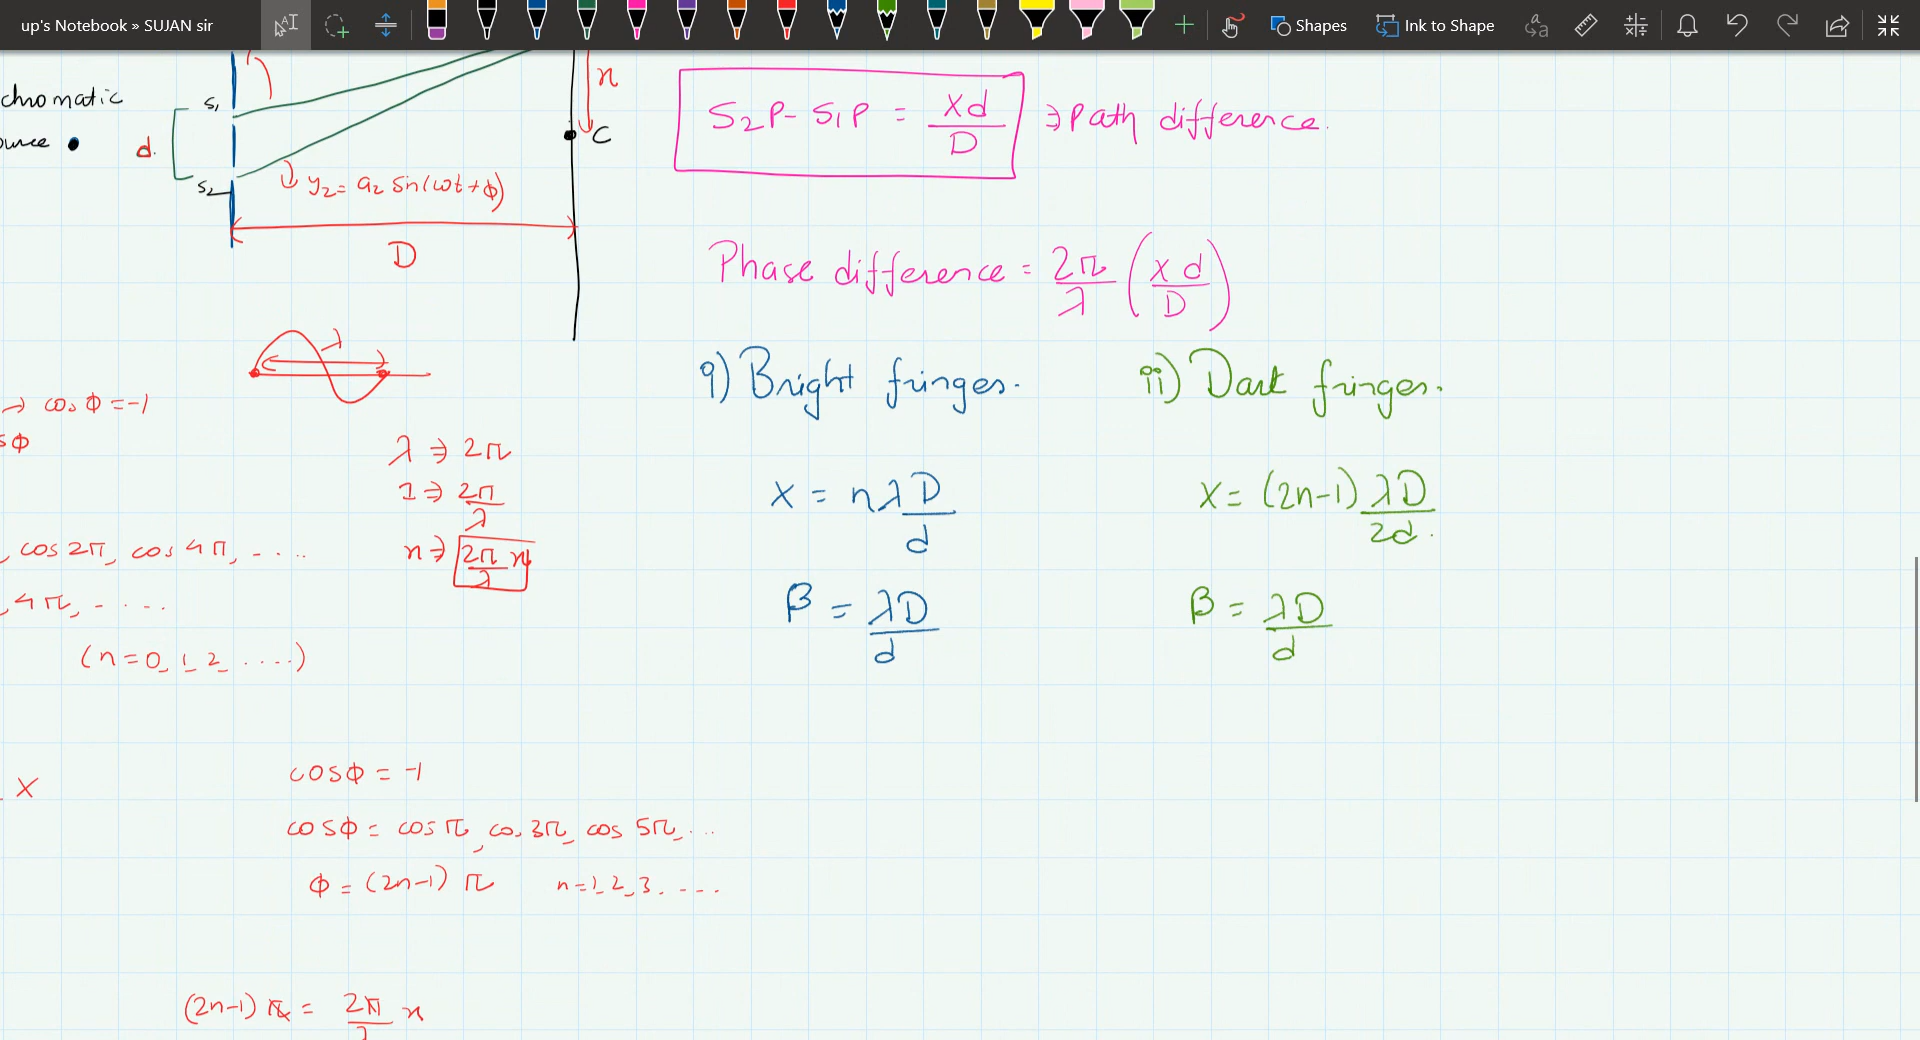 up's Notebook » SUJAN sir
Shapes
Ink to Shape
chromatic
ource
d.
S₁
S₂
x
C
y₂ = a₂ sin(ωt + φ)
D
λ
→ cos φ = -1
sφ
λ ⇒ 2π
1 ⇒ 2π/λ
x ⇒ 2π/λ x
, cos 2π, cos 4π, - ....
, 4π, - ....
(n = 0, 1, 2, ....)
X
cos φ = -1
cos φ = cos π, cos 3π, cos 5π, ...
φ = (2n-1) π n = 1, 2, 3. - - -
(2n-1) π = 2π/λ x
S₂P - S₁P = Xd/D ⇒ Path difference.
Phase difference = 2π/λ (X d/D)
i) Bright fringes.
X = nλD/d
β = λD/d
ii) Dark fringes.
X = (2n-1) λD/2d.
β = λD/d